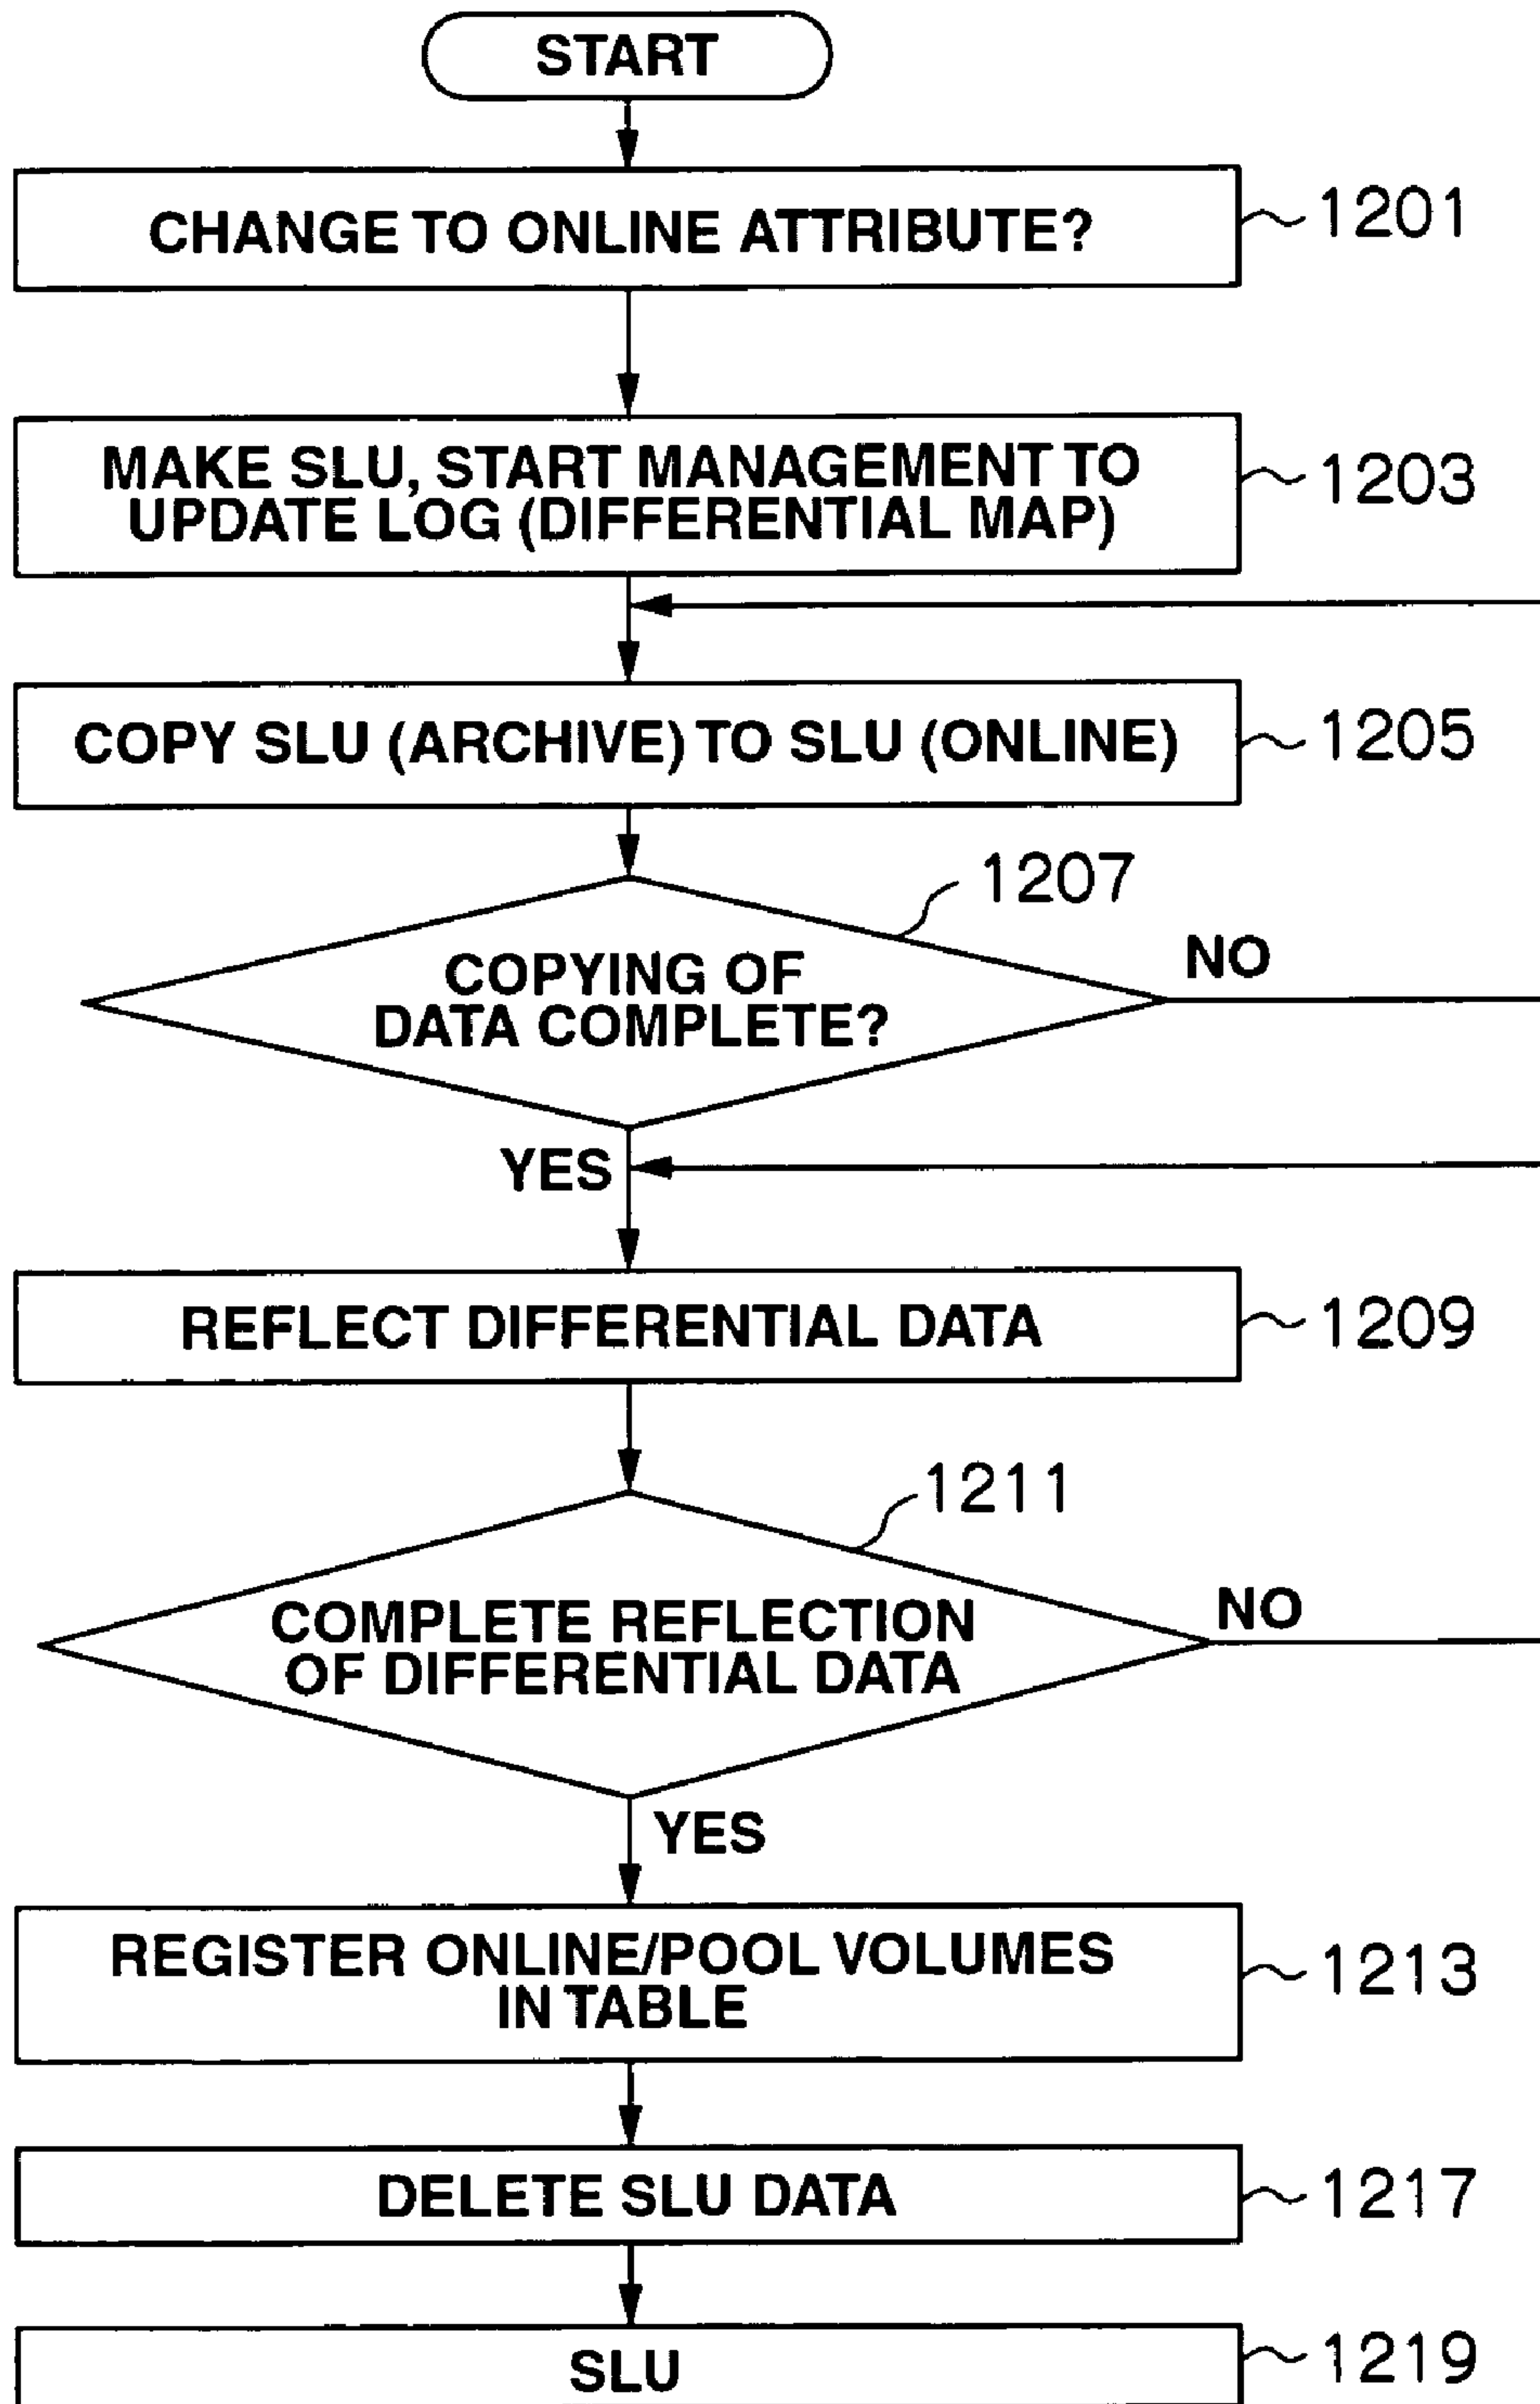 START
CHANGE TO ONLINE ATTRIBUTE?
1201
MAKE SLU, START MANAGEMENT TO
UPDATE LOG (DIFFERENTIAL MAP)
1203
COPY SLU (ARCHIVE) TO SLU (ONLINE)
1205
1207
COPYING OF
DATA COMPLETE?
NO
YES
REFLECT DIFFERENTIAL DATA
1209
1211
COMPLETE REFLECTION
OF DIFFERENTIAL DATA
NO
YES
REGISTER ONLINE/POOL VOLUMES
IN TABLE
1213
DELETE SLU DATA
1217
SLU
1219